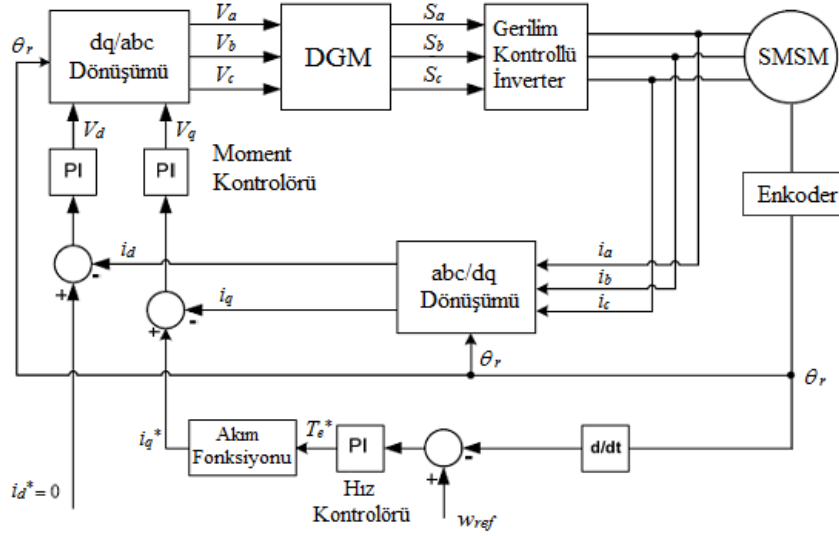 θr
dq/abc
Dönüşümü
Va
Vb
Vc
DGM
Sa
Sb
Sc
Gerilim
Kontrollü
İnverter
SMSM
Vd
Vq
PI
PI
Moment
Kontrolörü
Enkoder
id
iq
abc/dq
Dönüşümü
ia
ib
ic
+
-
+
-
θr
θr
iq*
Akım
Fonksiyonu
Te*
PI
Hız
Kontrolörü
+
-
d/dt
id*=0
wref